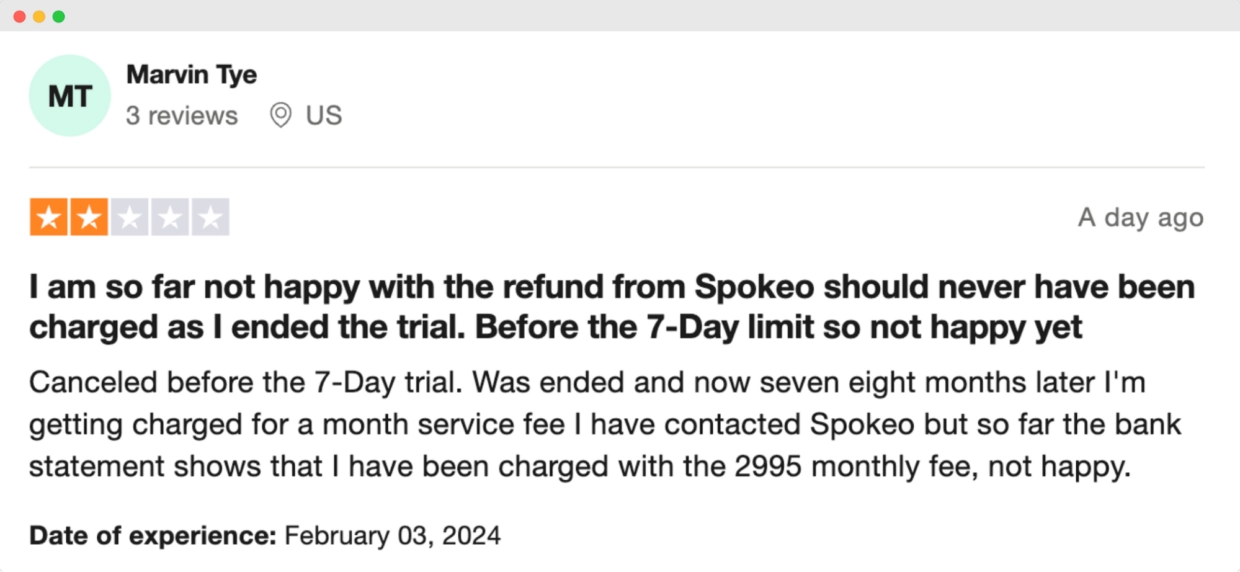 MT
Marvin Tye
3 reviews US
A day ago
I am so far not happy with the refund from Spokeo should never have been
charged as I ended the trial. Before the 7-Day limit so not happy yet
Canceled before the 7-Day trial. Was ended and now seven eight months later I'm
getting charged for a month service fee I have contacted Spokeo but so far the bank
statement shows that I have been charged with the 2995 monthly fee, not happy.
Date of experience: February 03, 2024